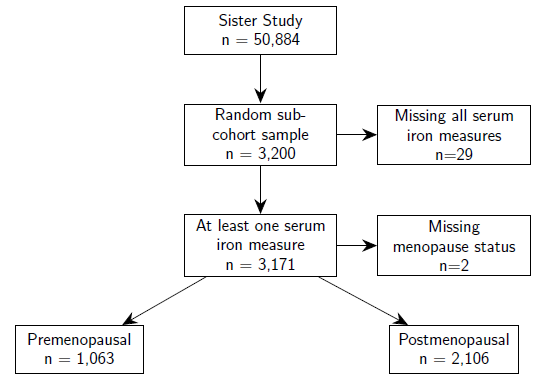 Sister Study
n = 50,884
Random sub-
cohort sample
n = 3,200
Missing all serum
iron measures
n=29
At least one serum
iron measure
n = 3,171
Missing
menopause status
n=2
Premenopausal
n = 1,063
Postmenopausal
n = 2,106